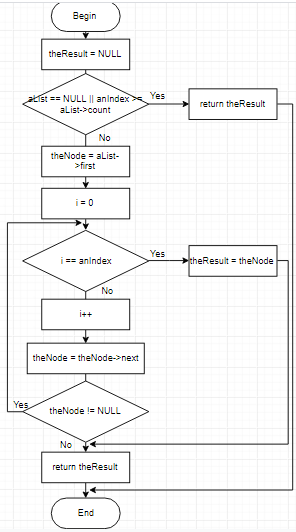 Begin
theResult = NULL
aList == NULL || anIndex >=
aList->count
Yes
return theResult
No
theNode = aList-
>first
i = 0
i == anIndex
Yes
theResult = theNode
No
i++
theNode = theNode->next
theNode != NULL
Yes
No
return theResult
End